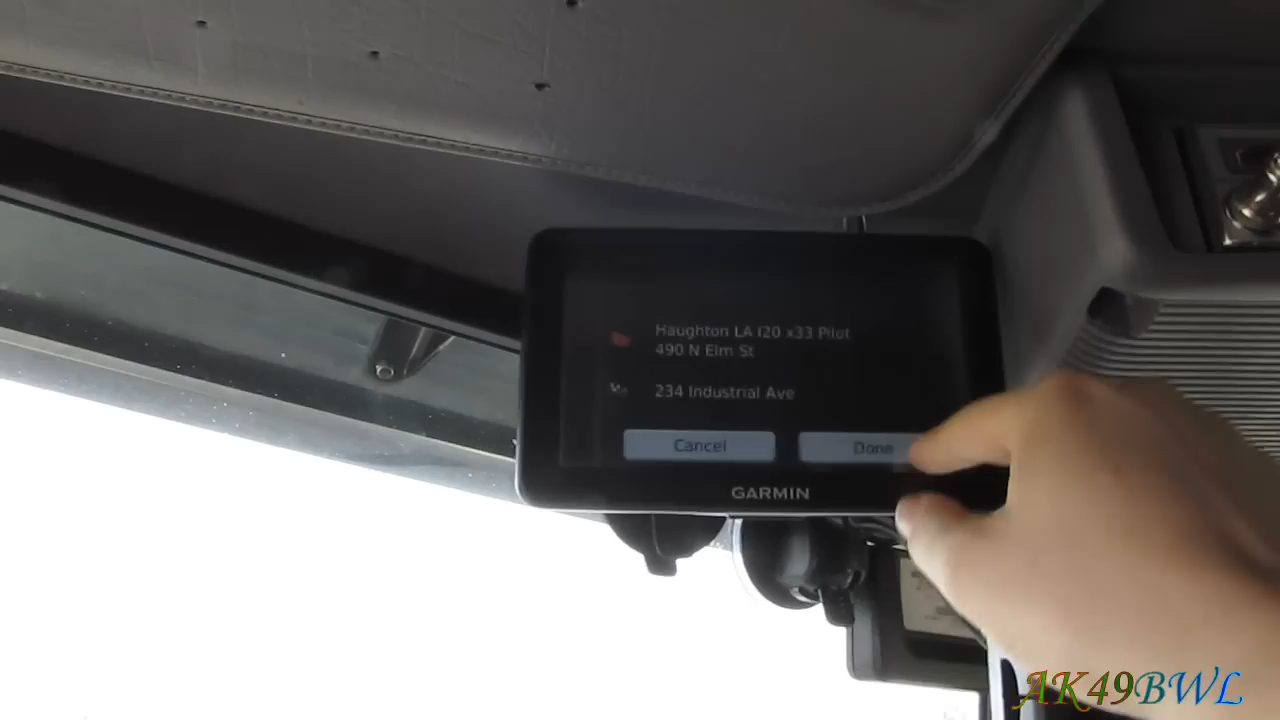 Haughton LA I20 x33 Pilot
490 N Elm St
234 Industrial Ave
Cancel
Done
GARMIN
AK49BWL